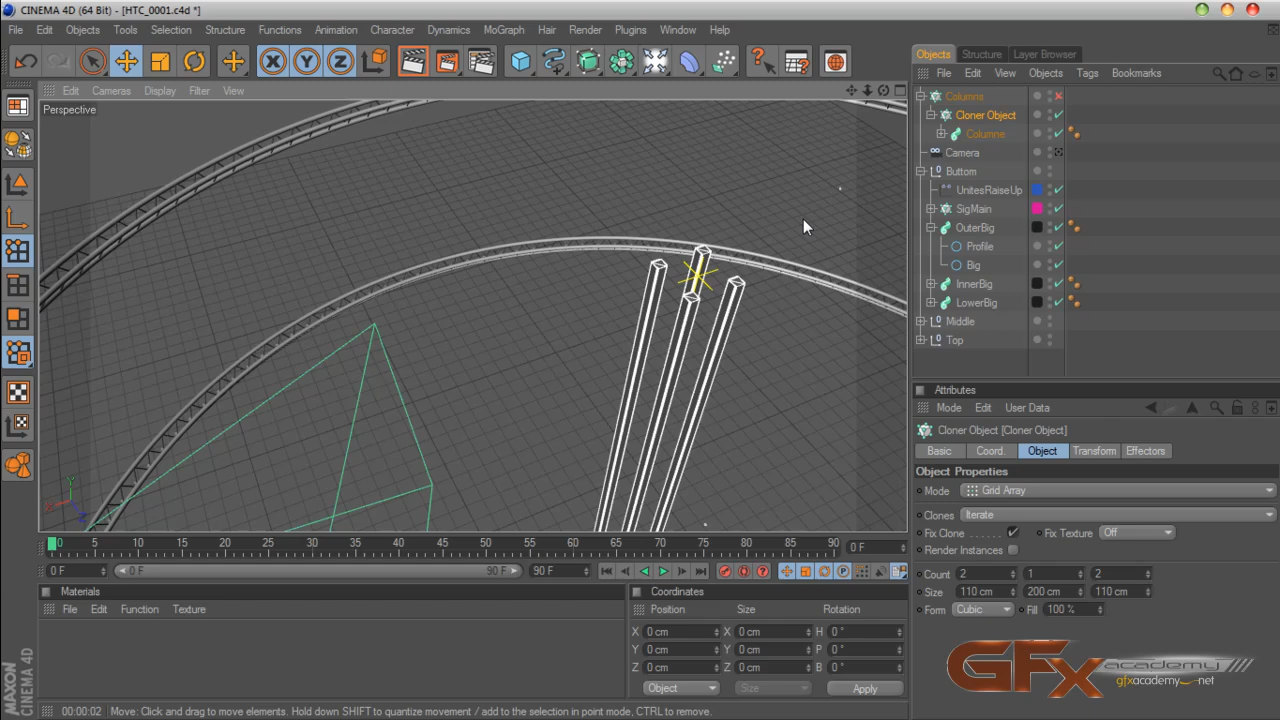 CINEMA 4D (64 Bit) - [HTC_0001.c4d *]
File Edit Objects Tools Selection Structure Functions Animation Character Dynamics MoGraph Hair Render Plugins Window Help
Objects Structure Layer Browser
File Edit View Objects Tags Bookmarks
Edit Cameras Display Filter View
Perspective
Columns
Cloner Object
Columne
Camera
Buttom
UnitesRaiseUp
SigMain
OuterBig
Profile
Big
InnerBig
LowerBig
Middle
Top
Attributes
Mode Edit User Data
Cloner Object [Cloner Object]
Basic Coord. Object Transform Effectors
Object Properties
Mode Grid Array
Clones Iterate
Fix Clone Fix Texture Off
Render Instances
Count 2 1 2
Size 110 cm 200 cm 110 cm
Form Cubic Fill 100 %
0 5 10 15 20 25 30 35 40 45 50 55 60 65 70 75 80 85 90 0 F
0 F 0 F 90 F 90 F
Materials
File Edit Function Texture
Coordinates
Position Size Rotation
X 0 cm X 0 cm H 0 °
Y 0 cm Y 0 cm P 0 °
Z 0 cm Z 0 cm B 0 °
Object Size Apply
GFx academy
gfxacademy.net
MAXON CINEMA 4D
00:00:02 Move: Click and drag to move elements. Hold down SHIFT to quantize movement / add to the selection in point mode, CTRL to remove.